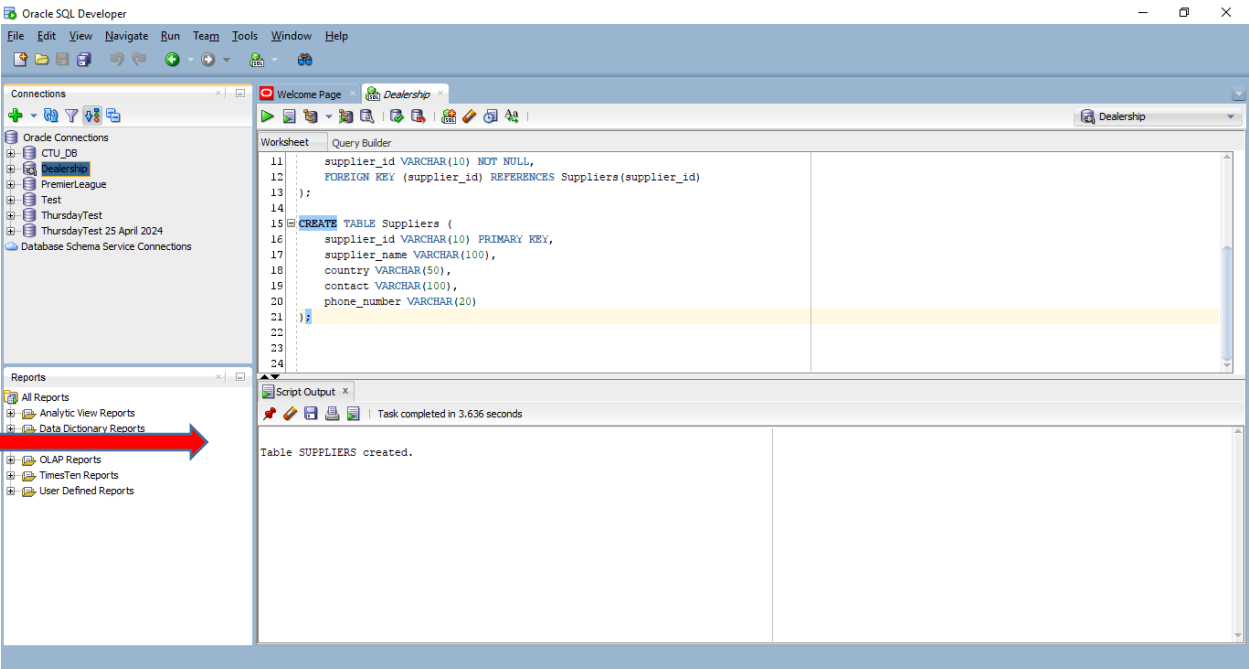 Oracle SQL Developer
File Edit View Navigate Run Team Tools Window Help
Connections
Oracle Connections
CTU_DB
Dealership
PremierLeague
Test
ThursdayTest
ThursdayTest 25 April 2024
Database Schema Service Connections
Reports
All Reports
Analytic View Reports
Data Dictionary Reports
OLAP Reports
TimesTen Reports
User Defined Reports
Welcome Page Dealership
Dealership
Worksheet Query Builder
11 supplier_id VARCHAR(10) NOT NULL,
12 FOREIGN KEY (supplier_id) REFERENCES Suppliers(supplier_id)
13 );
14
15 CREATE TABLE Suppliers (
16 supplier_id VARCHAR(10) PRIMARY KEY,
17 supplier_name VARCHAR(100),
18 country VARCHAR(50),
19 contact VARCHAR(100),
20 phone_number VARCHAR(20)
21 );
22
23
24
Script Output
Task completed in 3.636 seconds
Table SUPPLIERS created.